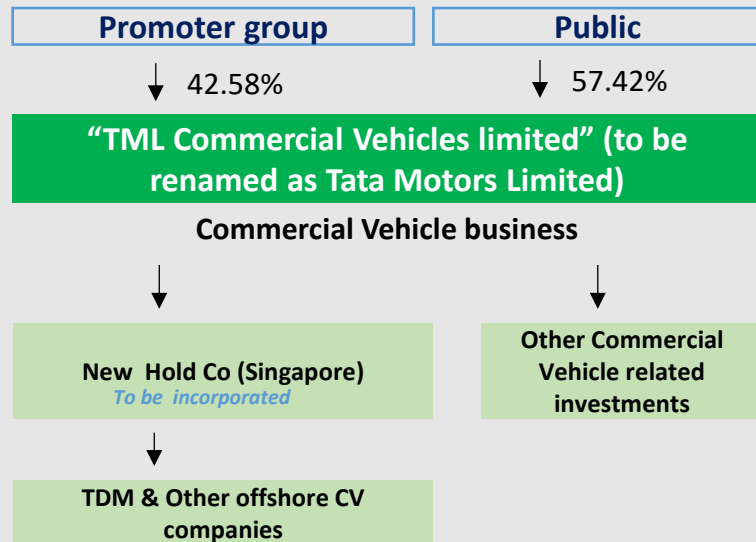 Promoter group
Public
42.58%
57.42%
“TML Commercial Vehicles limited” (to be
renamed as Tata Motors Limited)
Commercial Vehicle business
New Hold Co (Singapore)
To be incorporated
Other Commercial
Vehicle related
investments
TDM & Other offshore CV
companies